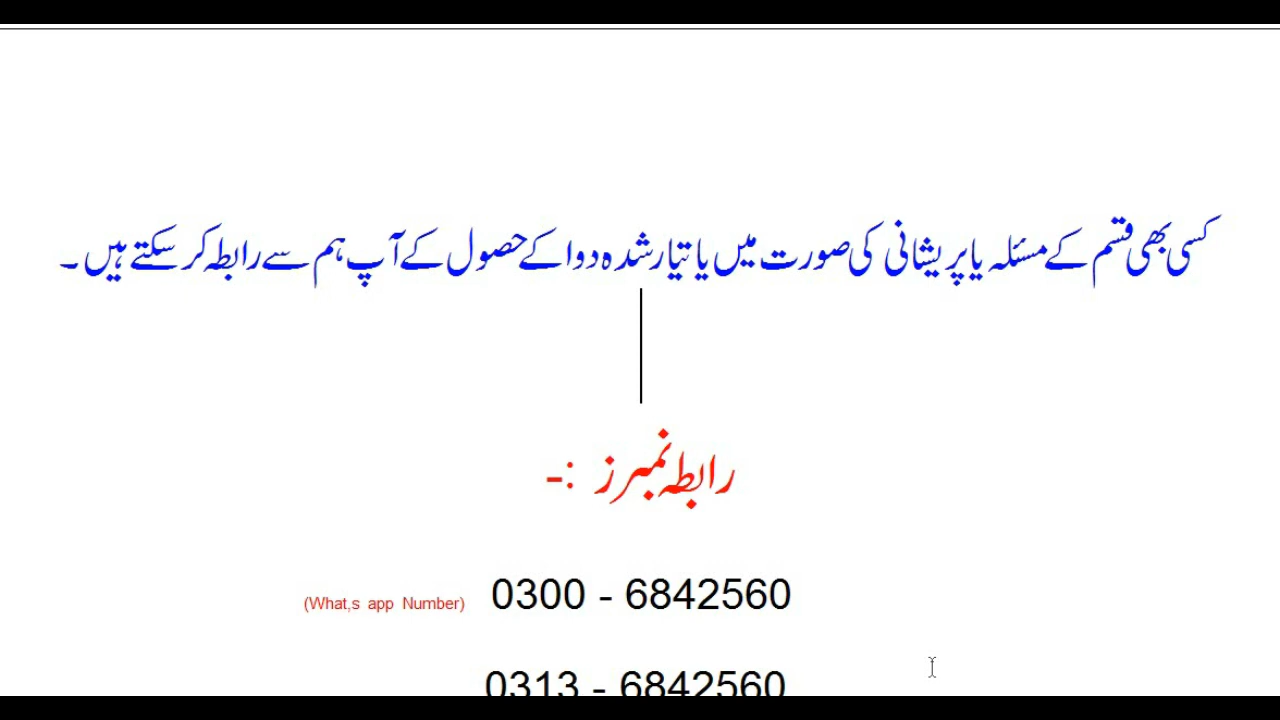 کسی بھی قسم کے مسئلہ یا پریشانی کی صورت میں یا تیار شدہ دوا کے حصول کے آپ ہم سے رابطہ کر سکتے ہیں ۔
رابطہ نمبرز :-
(What,s app Number) 0300 - 6842560
0313 - 6842560